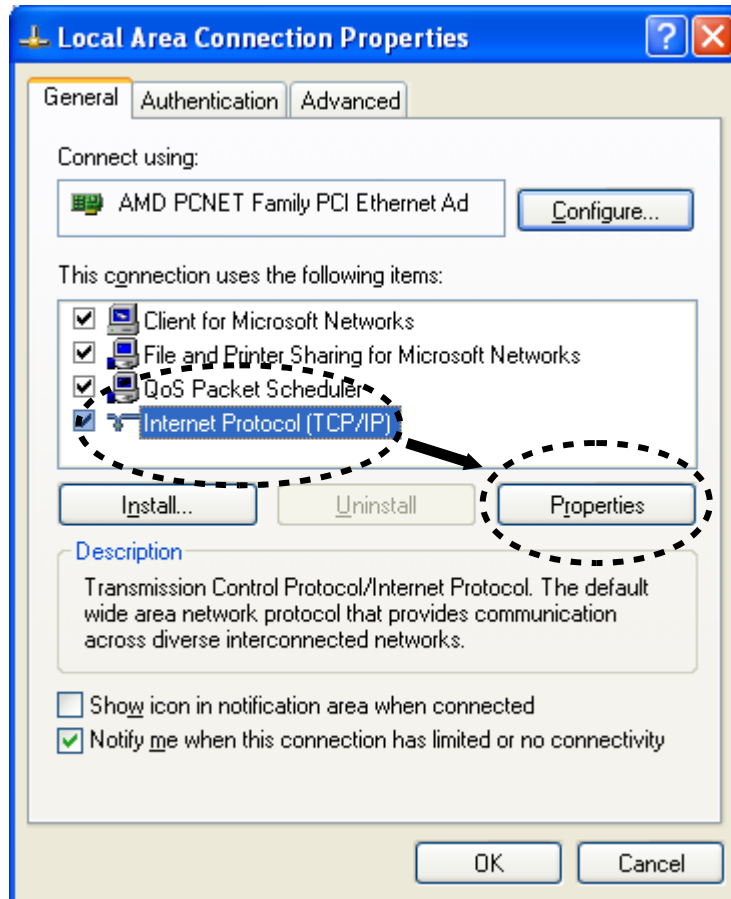 Local Area Connection Properties
General Authentication Advanced
Connect using:
AMD PCNET Family PCI Ethernet Ad
Configure...
This connection uses the following items:
Client for Microsoft Networks
File and Printer Sharing for Microsoft Networks
QoS Packet Scheduler
Internet Protocol (TCP/IP)
Install... Uninstall Properties
Description
Transmission Control Protocol/Internet Protocol. The default
wide area network protocol that provides communication
across diverse interconnected networks.
Show icon in notification area when connected
Notify me when this connection has limited or no connectivity
OK Cancel